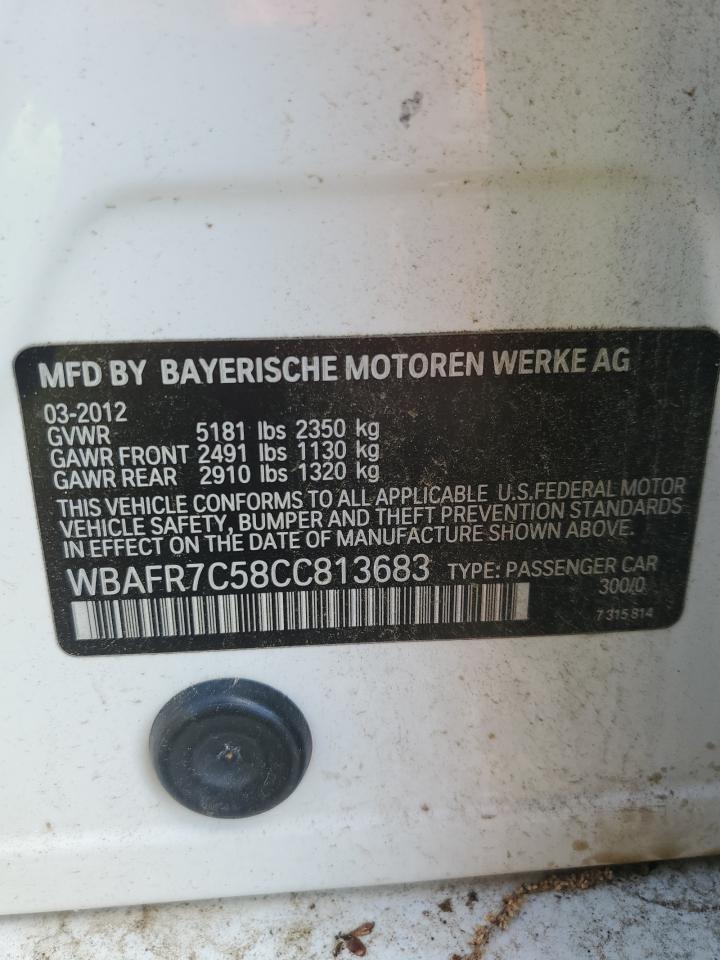 MFD BY BAYERISCHE MOTOREN WERKE AG
03-2012
GVWR 5181 lbs 2350 kg
GAWR FRONT 2491 lbs 1130 kg
GAWR REAR 2910 lbs 1320 kg
THIS VEHICLE CONFORMS TO ALL APPLICABLE U.S.FEDERAL MOTOR
VEHICLE SAFETY, BUMPER AND THEFT PREVENTION STANDARDS
IN EFFECT ON THE DATE OF MANUFACTURE SHOWN ABOVE.
WBAFR7C58CC813683 TYPE: PASSENGER CAR
300/0
7 315 814